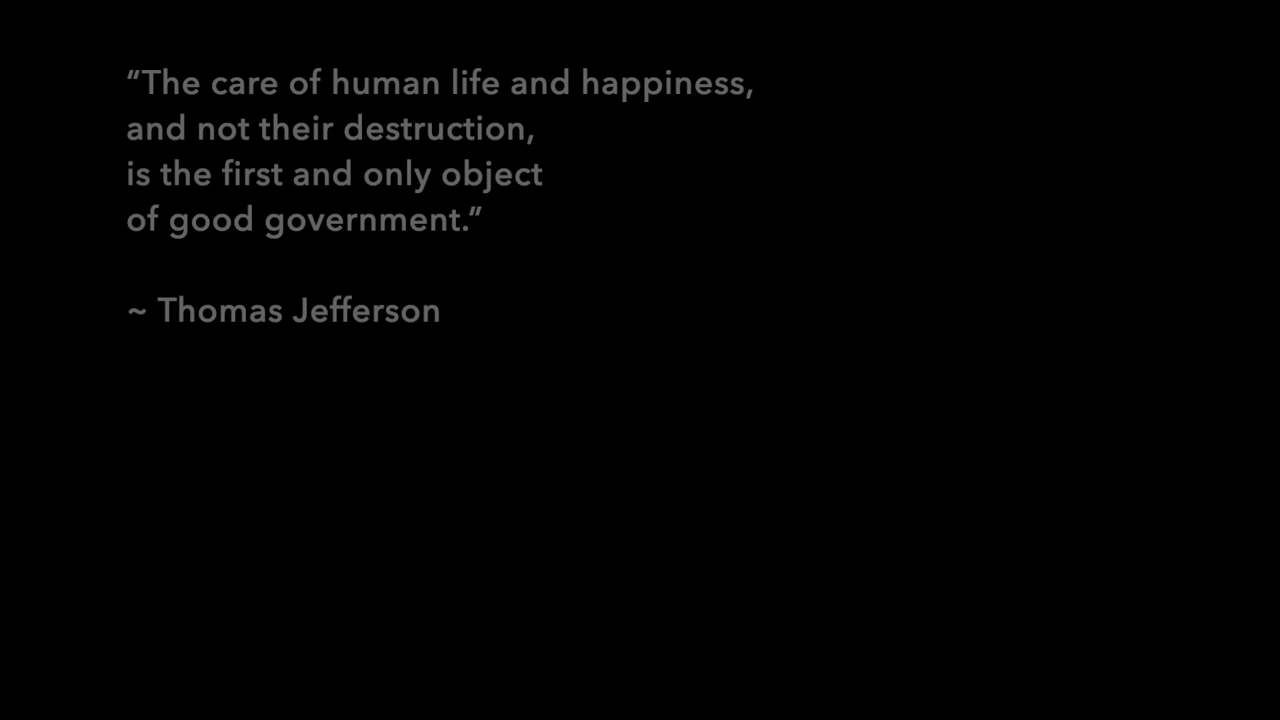 “The care of human life and happiness,
and not their destruction,
is the first and only object
of good government.”
~ Thomas Jefferson